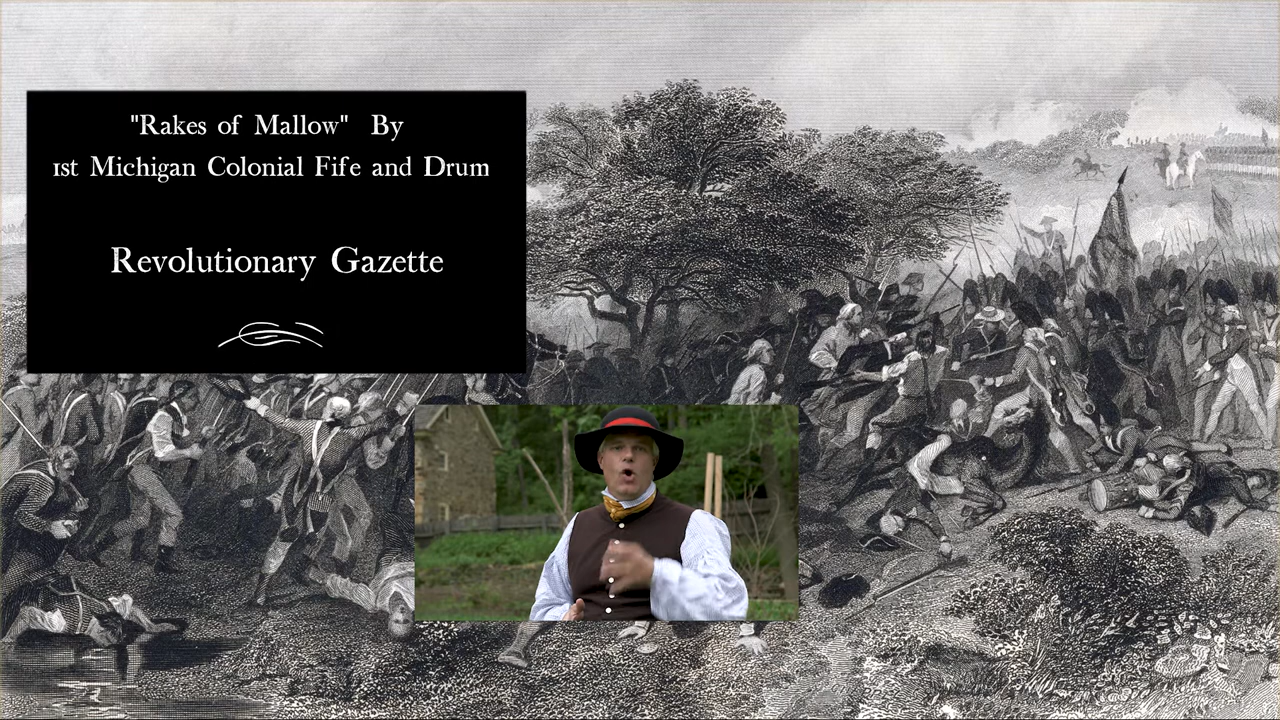 "Rakes of Mallow" By
1st Michigan Colonial Fife and Drum
Revolutionary Gazette